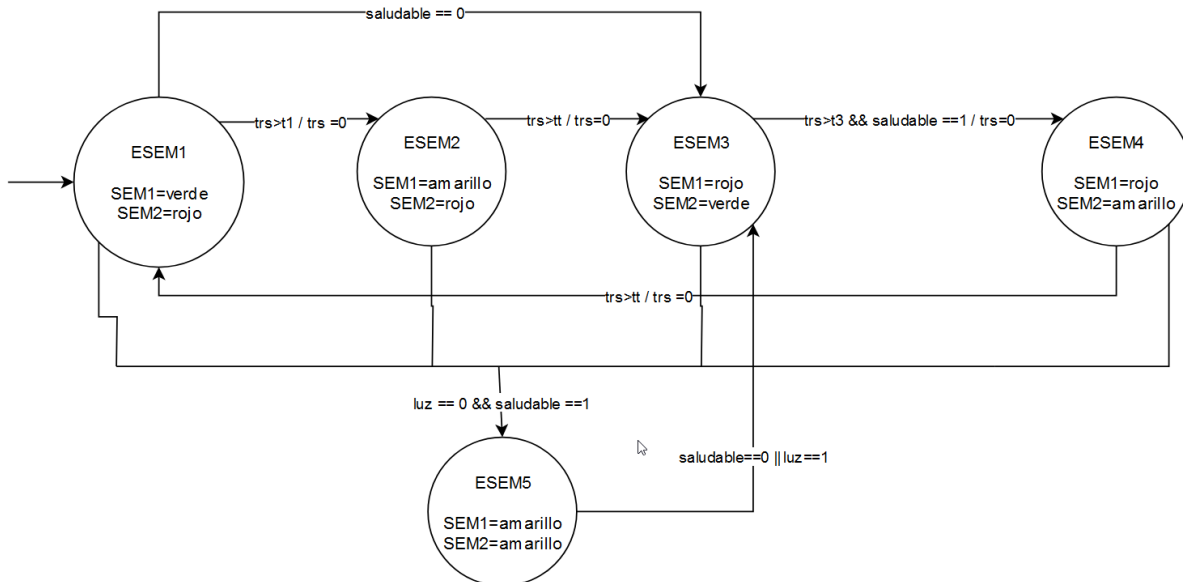 saludable == 0
trs>t1 / trs =0
trs>tt / trs=0
trs>t3 && saludable ==1 / trs=0
ESEM1
SEM1=verde
SEM2=rojo
ESEM2
SEM1=amarillo
SEM2=rojo
ESEM3
SEM1=rojo
SEM2=verde
ESEM4
SEM1=rojo
SEM2=amarillo
trs>tt / trs =0
luz == 0 && saludable ==1
saludable==0 || luz==1
ESEM5
SEM1=amarillo
SEM2=amarillo